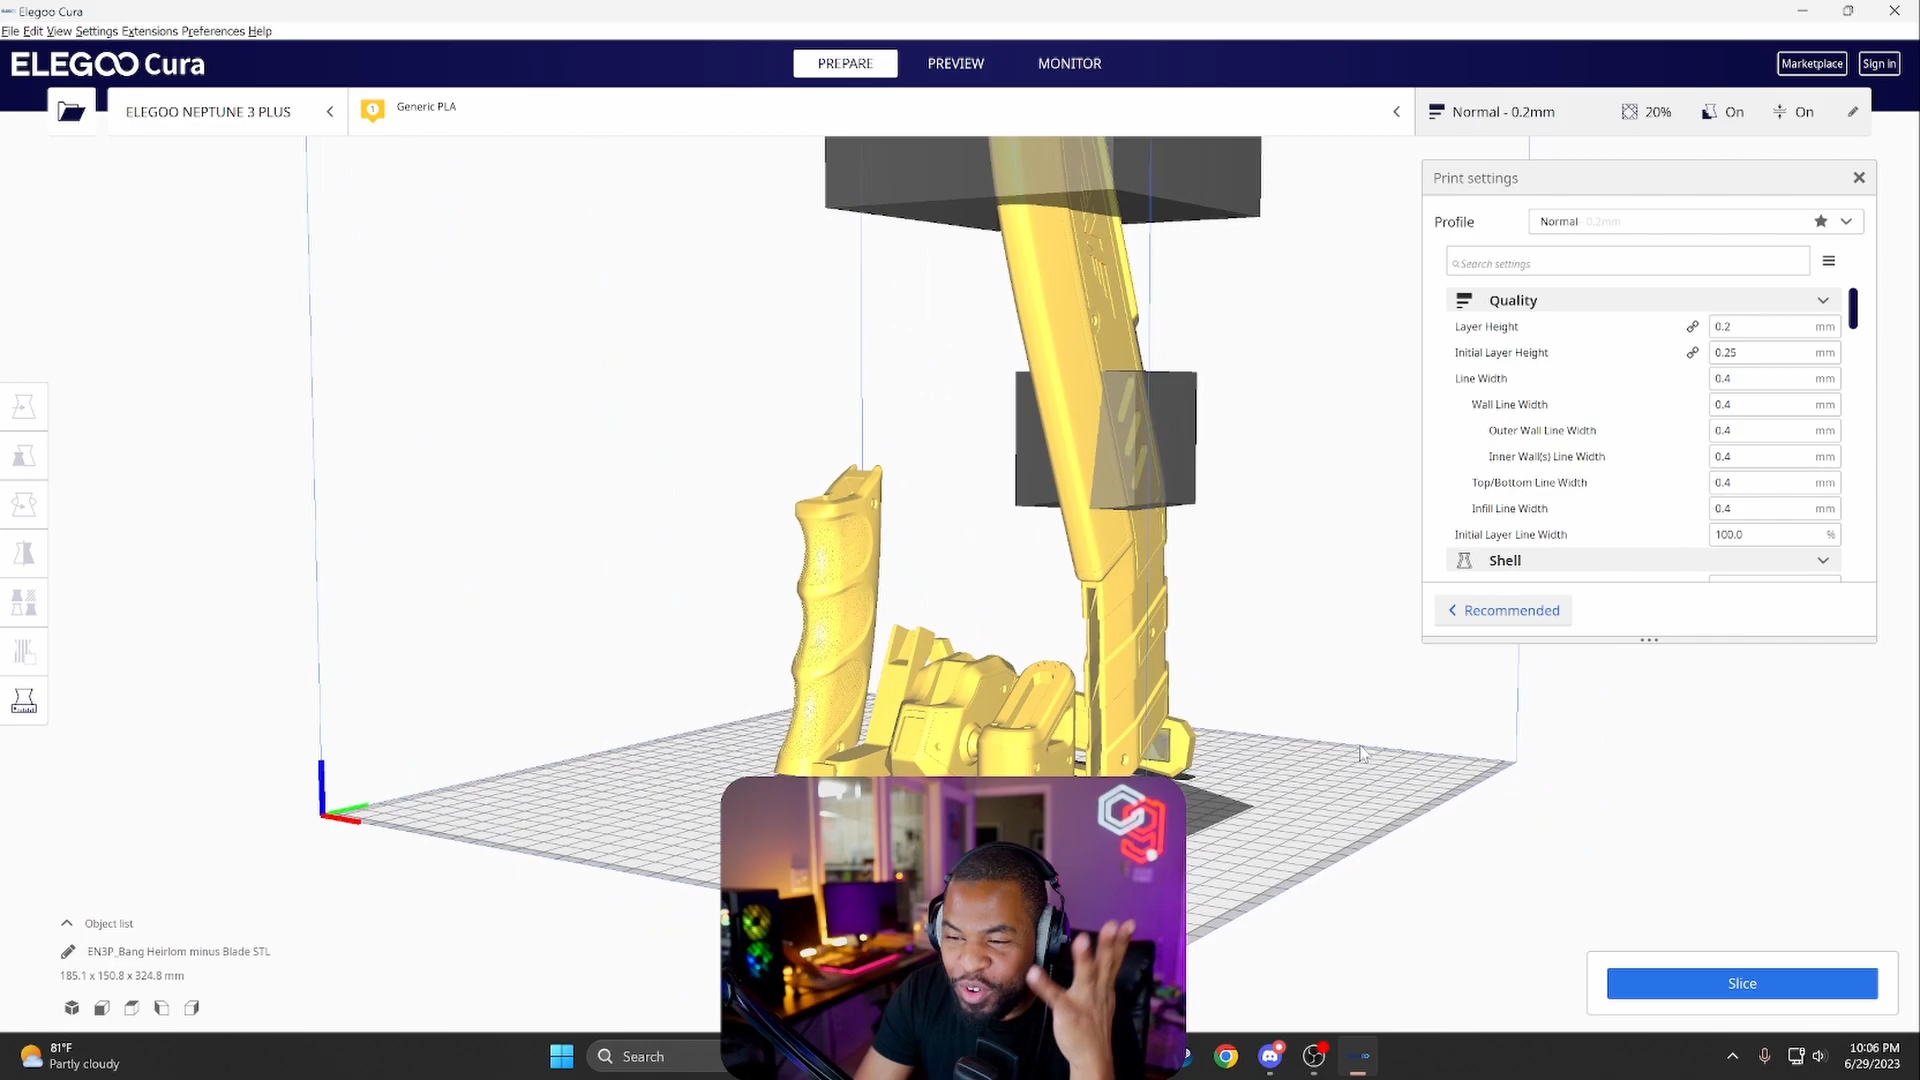 Elegoo Cura
File Edit View Settings Extensions Preferences Help
ELEGOO Cura
PREPARE
PREVIEW
MONITOR
Marketplace
Sign in
ELEGOO NEPTUNE 3 PLUS
1
Generic PLA
Normal - 0.2mm
20%
On
On
Print settings
Profile
Normal - 0.2mm
Search settings
Quality
Layer Height 0.2 mm
Initial Layer Height 0.25 mm
Line Width 0.4 mm
Wall Line Width 0.4 mm
Outer Wall Line Width 0.4 mm
Inner Wall(s) Line Width 0.4 mm
Top/Bottom Line Width 0.4 mm
Infill Line Width 0.4 mm
Initial Layer Line Width 100.0 %
Shell
Recommended
Object list
EN3P_Bang Heirlom minus Blade STL
185.1 x 150.8 x 324.8 mm
Slice
81°F
Partly cloudy
Search
10:06 PM
6/29/2023